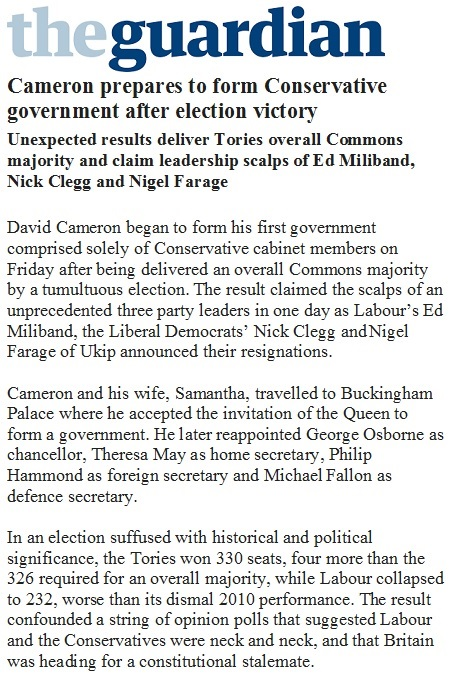 theguardian
Cameron prepares to form Conservative
government after election victory
Unexpected results deliver Tories overall Commons
majority and claim leadership scalps of Ed Miliband,
Nick Clegg and Nigel Farage
David Cameron began to form his first government
comprised solely of Conservative cabinet members on
Friday after being delivered an overall Commons majority
by a tumultuous election. The result claimed the scalps of an
unprecedented three party leaders in one day as Labour’s Ed
Miliband, the Liberal Democrats’ Nick Clegg and Nigel
Farage of Ukip announced their resignations.
Cameron and his wife, Samantha, travelled to Buckingham
Palace where he accepted the invitation of the Queen to
form a government. He later reappointed George Osborne as
chancellor, Theresa May as home secretary, Philip
Hammond as foreign secretary and Michael Fallon as
defence secretary.
In an election suffused with historical and political
significance, the Tories won 330 seats, four more than the
326 required for an overall majority, while Labour collapsed
to 232, worse than its dismal 2010 performance. The result
confounded a string of opinion polls that suggested Labour
and the Conservatives were neck and neck, and that Britain
was heading for a constitutional stalemate.